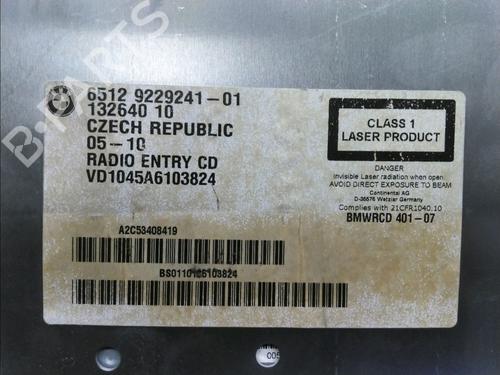 B-PARTS
BMW
6512 9229241-01
132640 10
CZECH REPUBLIC
05-10
RADIO ENTRY CD
VD1045A6103824
CLASS 1
LASER PRODUCT
DANGER
Invisible Laser radiation when open.
AVOID DIRECT EXPOSURE TO BEAM
Continental AG
D-35576 Wetzlar Germany
Complies with 21CFR1040.10
BMWRCD 401-07
A2C53408419
005